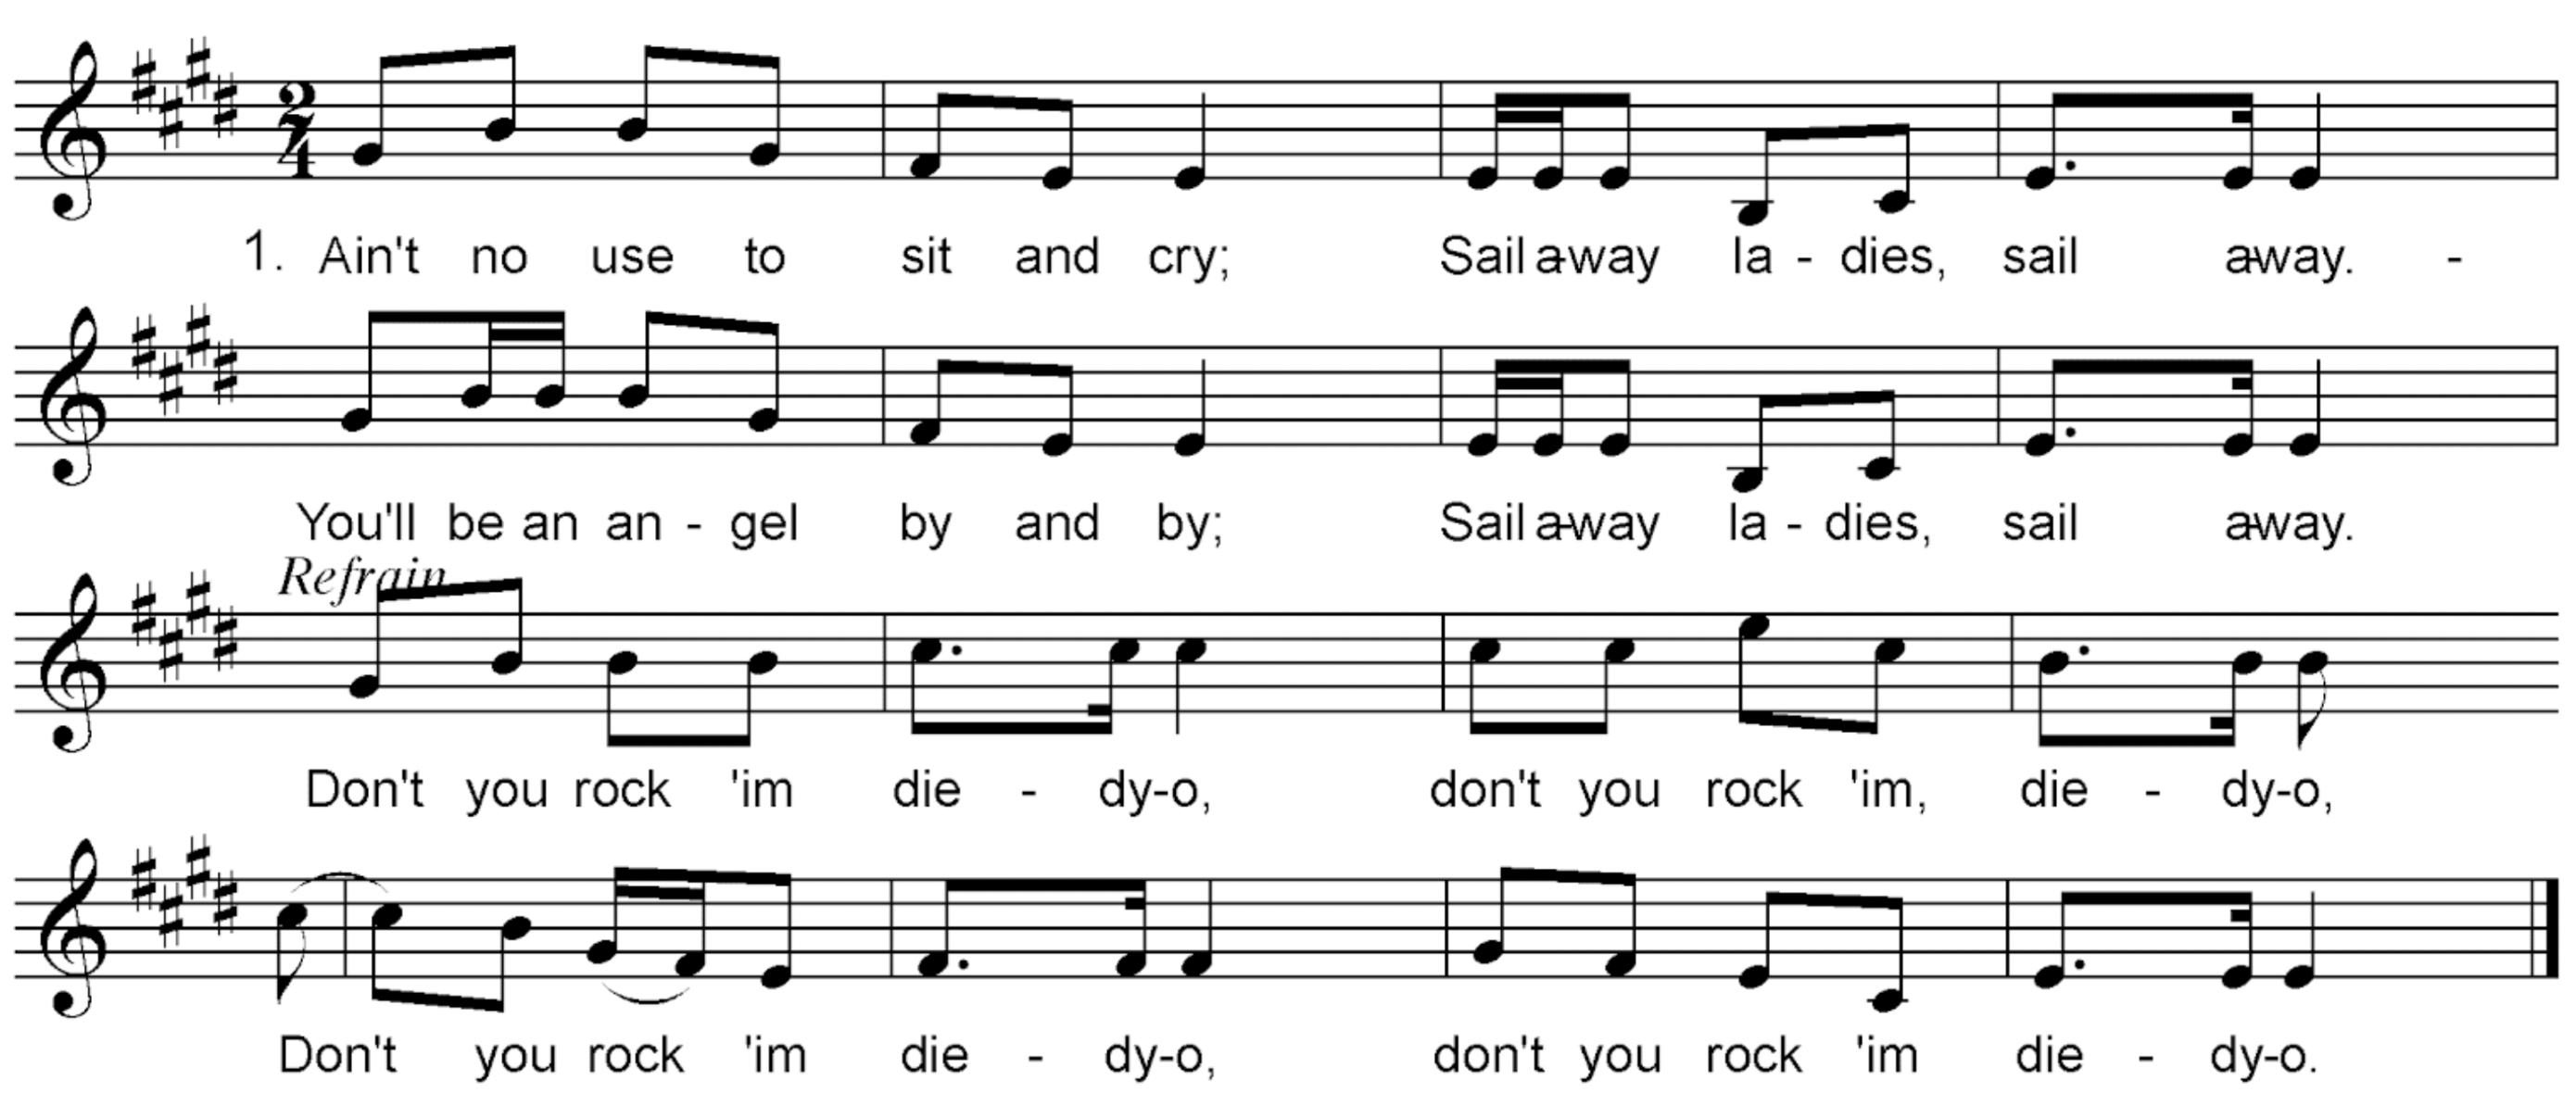 2
4
1. Ain't no use to sit and cry; Sail a-way la - dies, sail a-way. -
You'll be an an - gel by and by; Sail a-way la - dies, sail a-way.
Refrain
Don't you rock 'im die - dy-o, don't you rock 'im, die - dy-o,
Don't you rock 'im die - dy-o, don't you rock 'im die - dy-o.